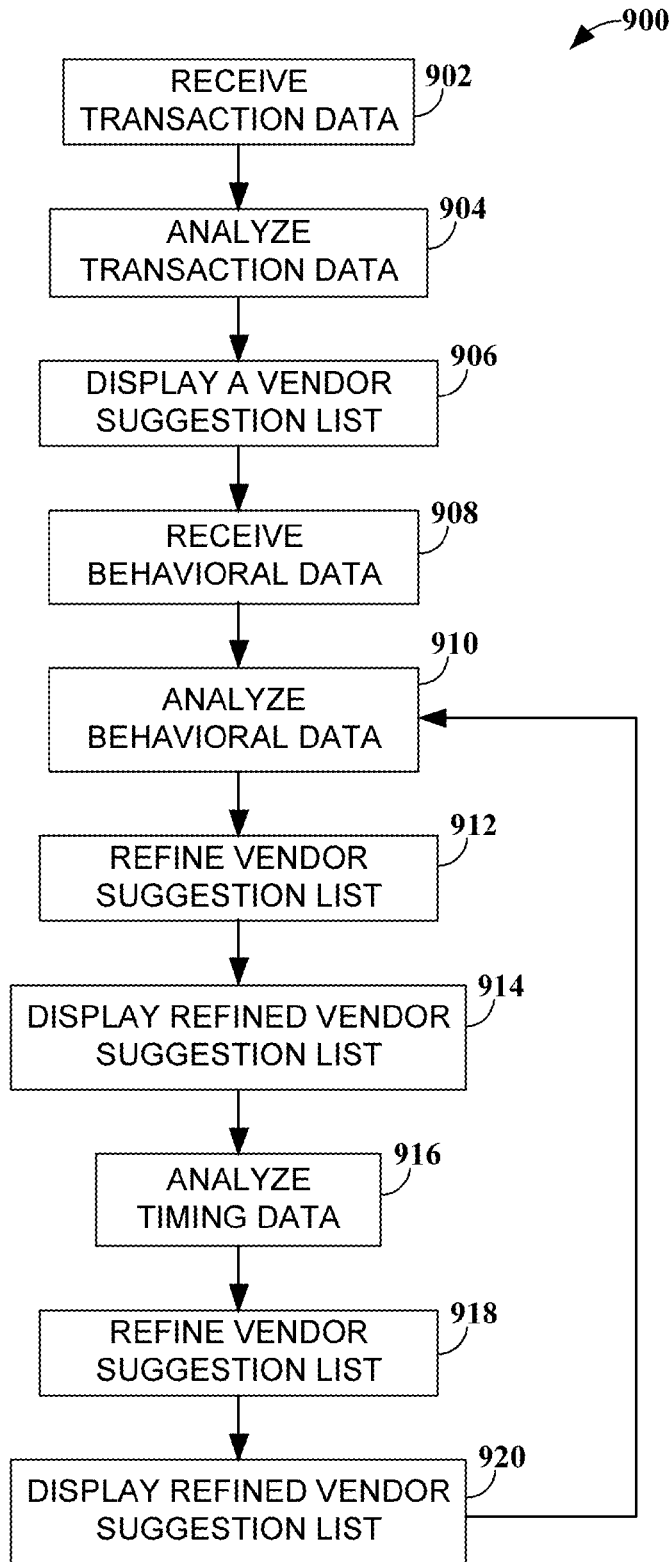 900
902
RECEIVE
TRANSACTION DATA
904
ANALYZE
TRANSACTION DATA
906
DISPLAY A VENDOR
SUGGESTION LIST
908
RECEIVE
BEHAVIORAL DATA
910
ANALYZE
BEHAVIORAL DATA
912
REFINE VENDOR
SUGGESTION LIST
914
DISPLAY REFINED VENDOR
SUGGESTION LIST
916
ANALYZE
TIMING DATA
918
REFINE VENDOR
SUGGESTION LIST
920
DISPLAY REFINED VENDOR
SUGGESTION LIST